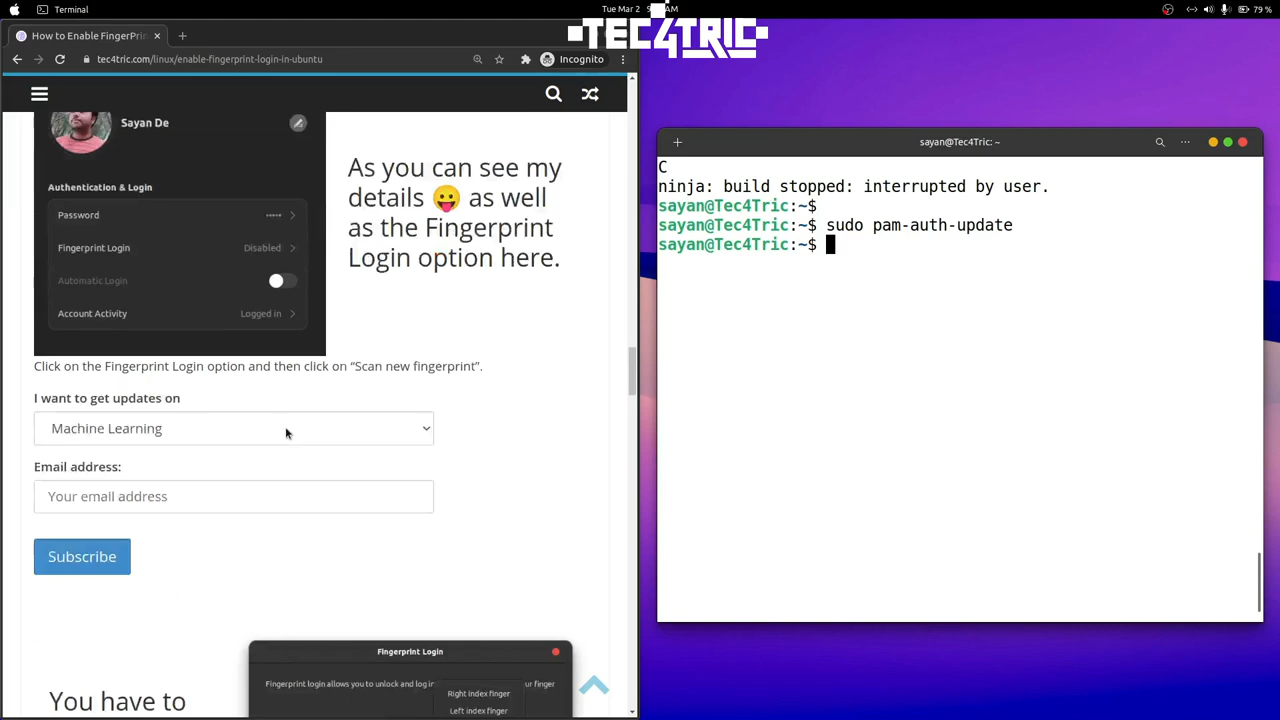 Terminal
Tue Mar 2
79 %
TEC4TRIC
How to Enable FingerPrin
tec4tric.com/linux/enable-fingerprint-login-in-ubuntu
Incognito
Sayan De
Authentication & Login
Password
Fingerprint Login
Disabled
Automatic Login
Account Activity
Logged in
As you can see my
details 😛 as well
as the Fingerprint
Login option here.
Click on the Fingerprint Login option and then click on “Scan new fingerprint”.
I want to get updates on
Machine Learning
Email address:
Your email address
Subscribe
You have to
Fingerprint Login
Fingerprint login allows you to unlock and log in
ur finger
Right index finger
Left index finger
sayan@Tec4Tric: ~
C
ninja: build stopped: interrupted by user.
sayan@Tec4Tric:~$
sayan@Tec4Tric:~$ sudo pam-auth-update
sayan@Tec4Tric:~$